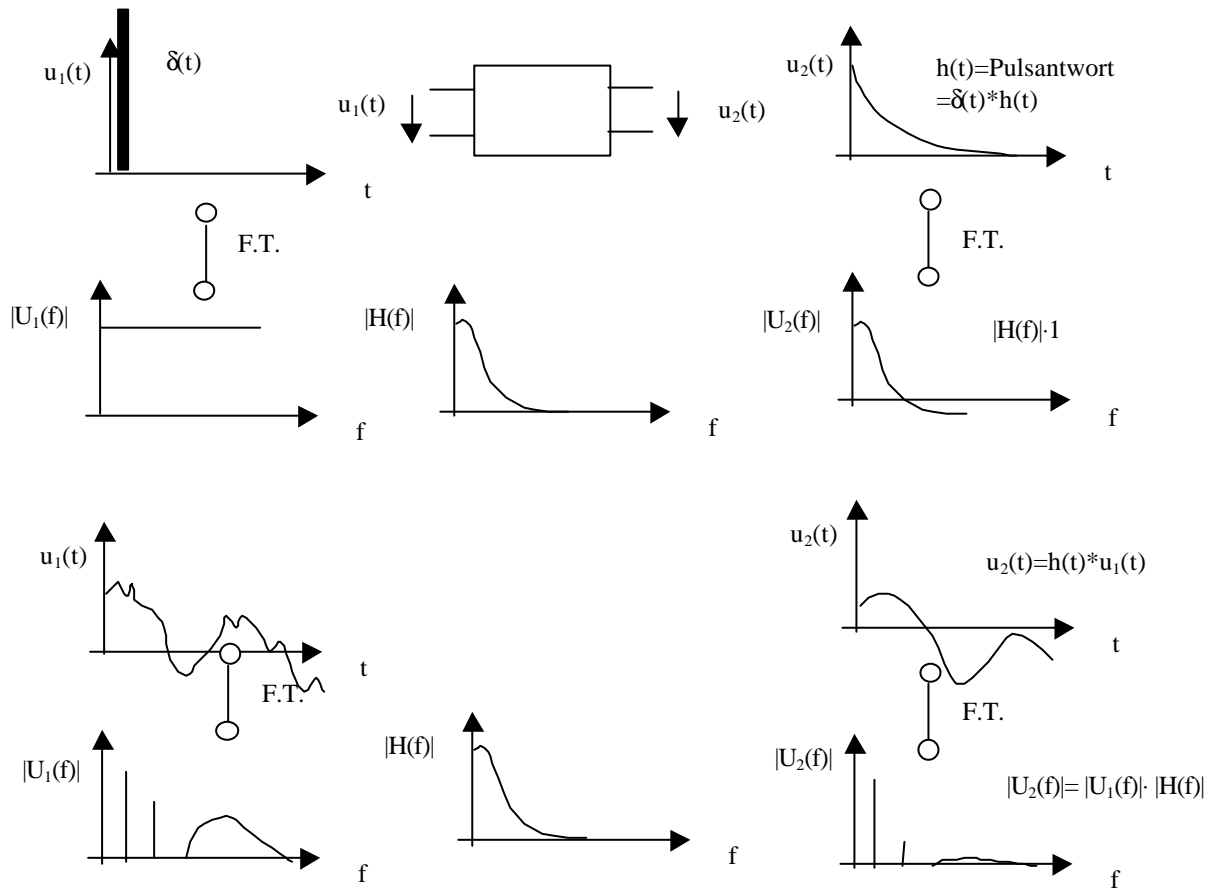 u₁(t)
δ(t)
u₁(t)
u₂(t)
u₂(t)
h(t)=Pulsantwort
=δ(t)*h(t)
t
t
F.T.
F.T.
|U₁(f)|
|H(f)|
|U₂(f)|
|H(f)|·1
f
f
f
u₁(t)
u₂(t)
u₂(t)=h(t)*u₁(t)
t
t
F.T.
F.T.
|U₁(f)|
|H(f)|
|U₂(f)|
|U₂(f)|= |U₁(f)|· |H(f)|
f
f
f